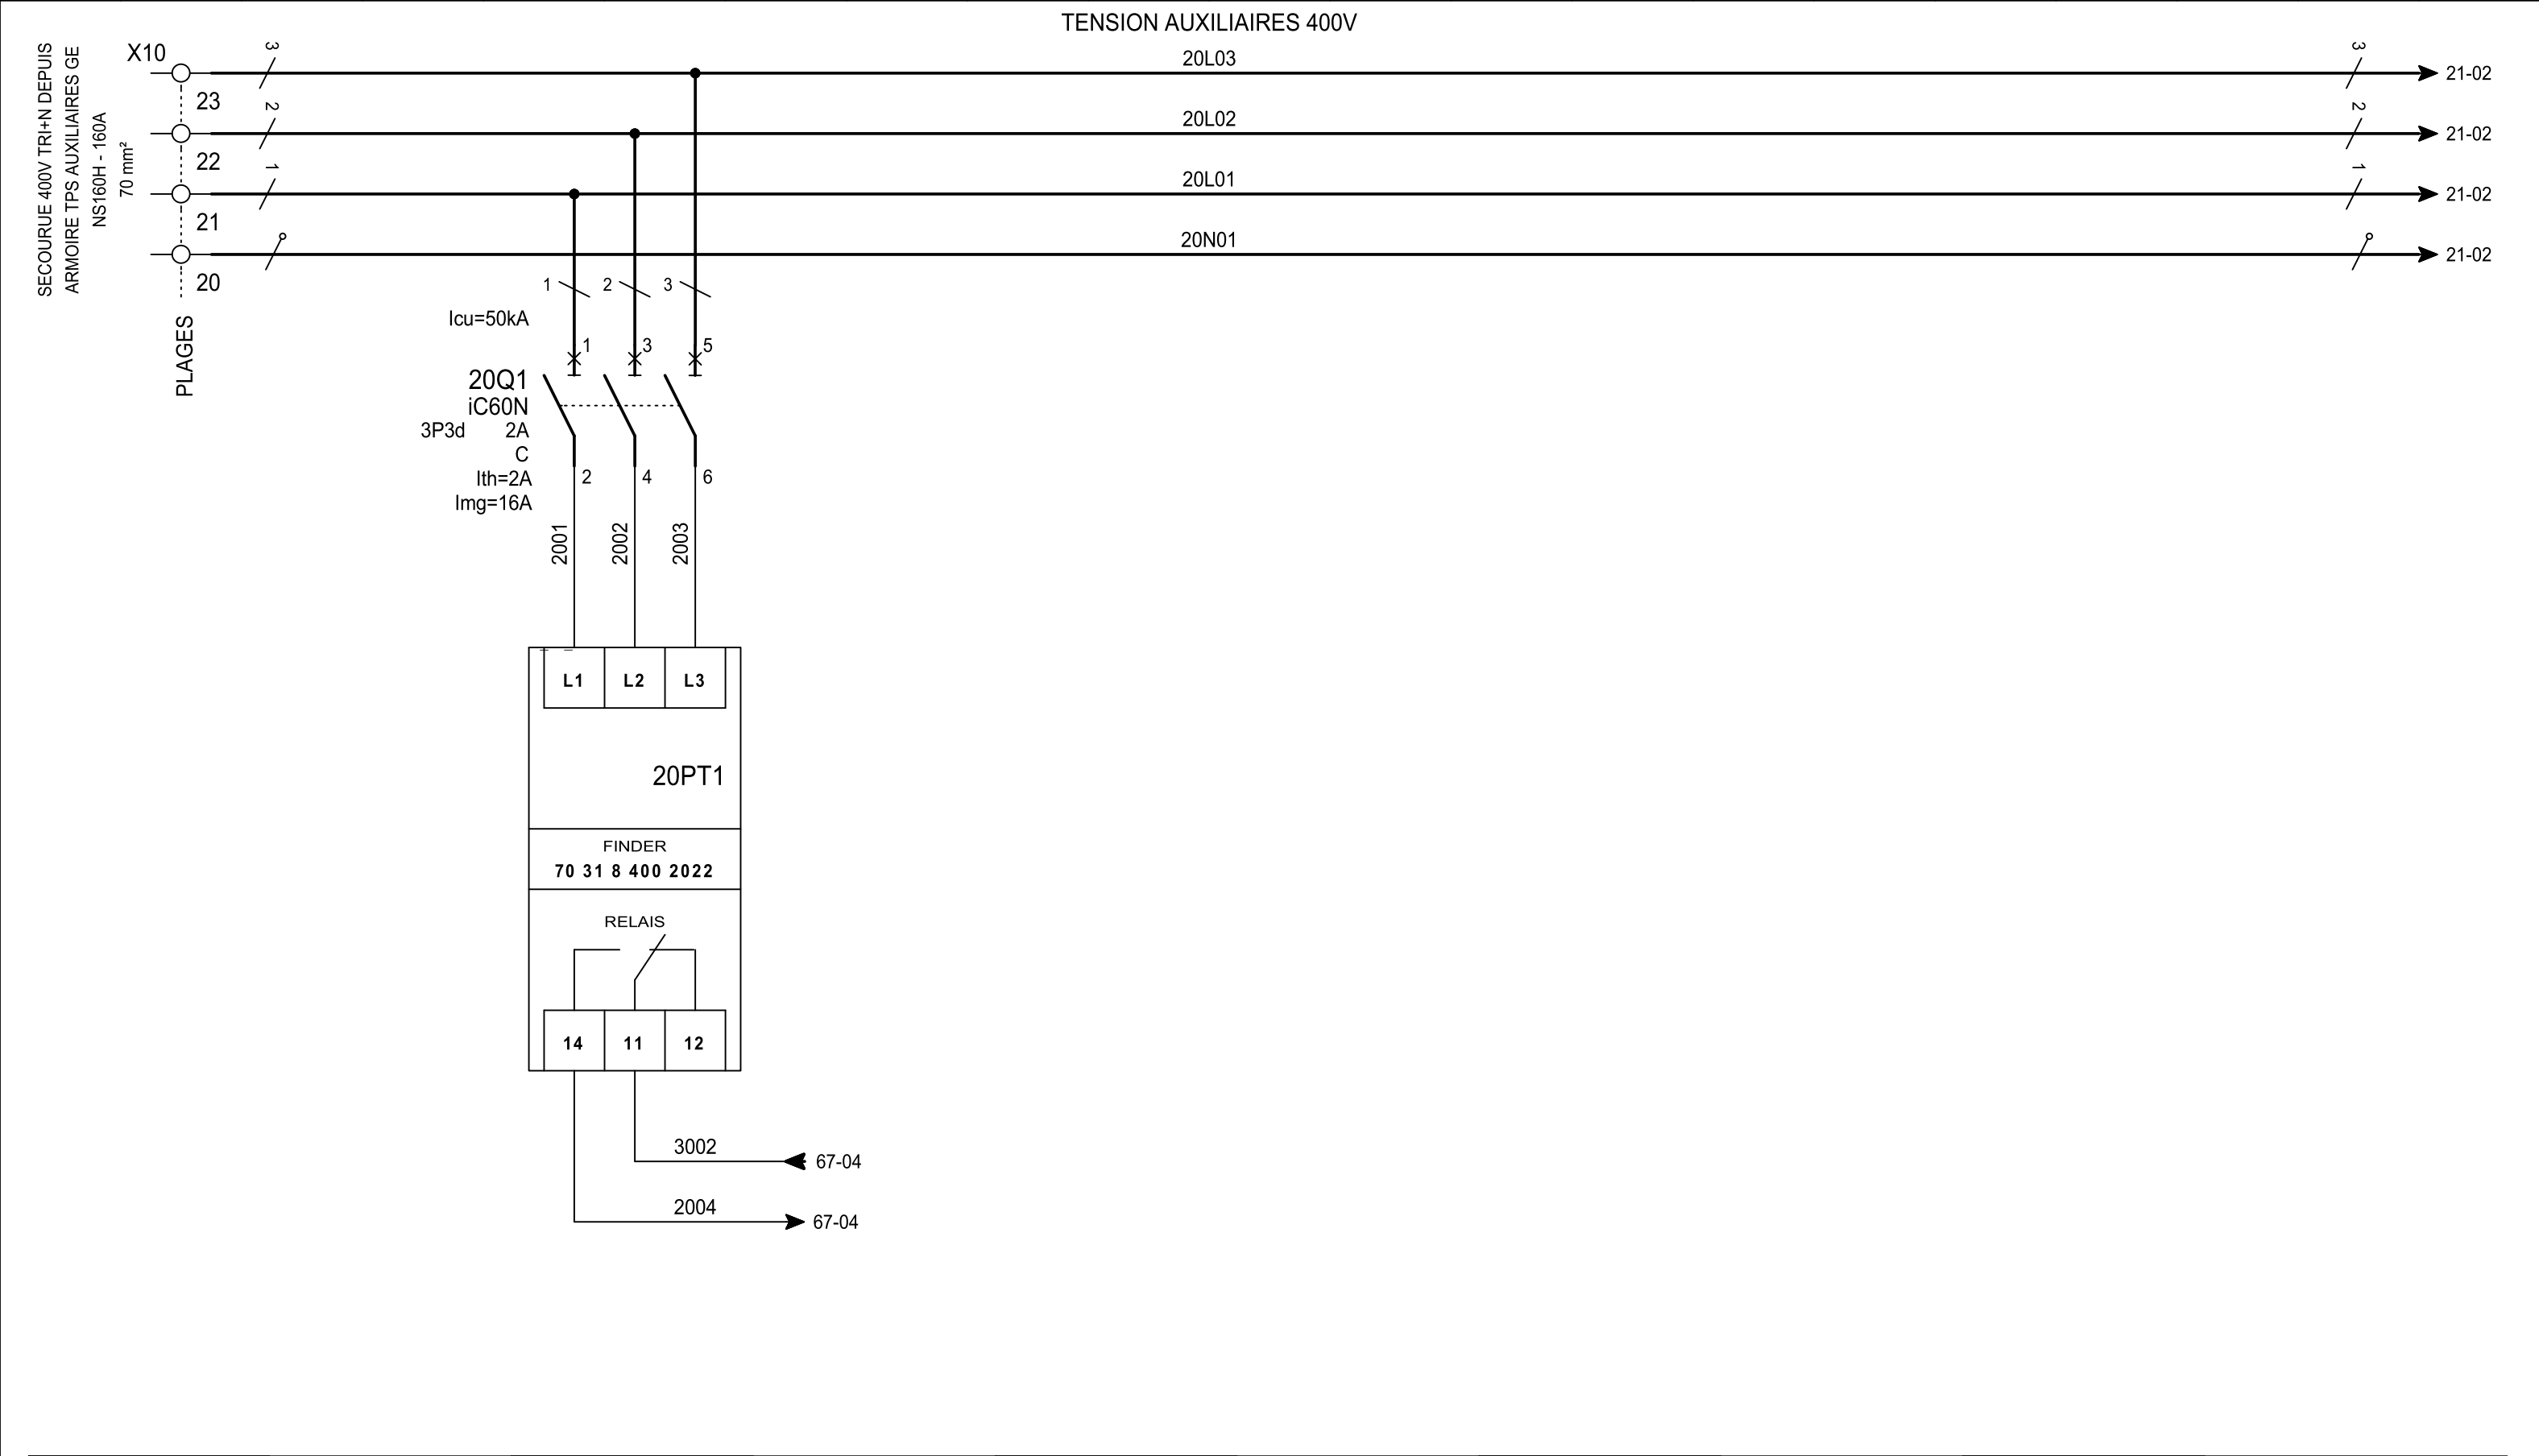 TENSION AUXILIAIRES 400V
SECOURUE 400V TRI+N DEPUIS
ARMOIRE TPS AUXILIAIRES GE
NS160H - 160A
70 mm²
X10
3
20L03
3
21-02
23
2
20L02
2
21-02
22
1
20L01
1
21-02
21
20N01
21-02
20
PLAGES
1
2
3
Icu=50kA
1
3
5
20Q1
iC60N
3P3d 2A
C
Ith=2A
Img=16A
2
4
6
2001
2002
2003
L1
L2
L3
20PT1
FINDER
70 31 8 400 2022
RELAIS
14
11
12
3002
67-04
2004
67-04